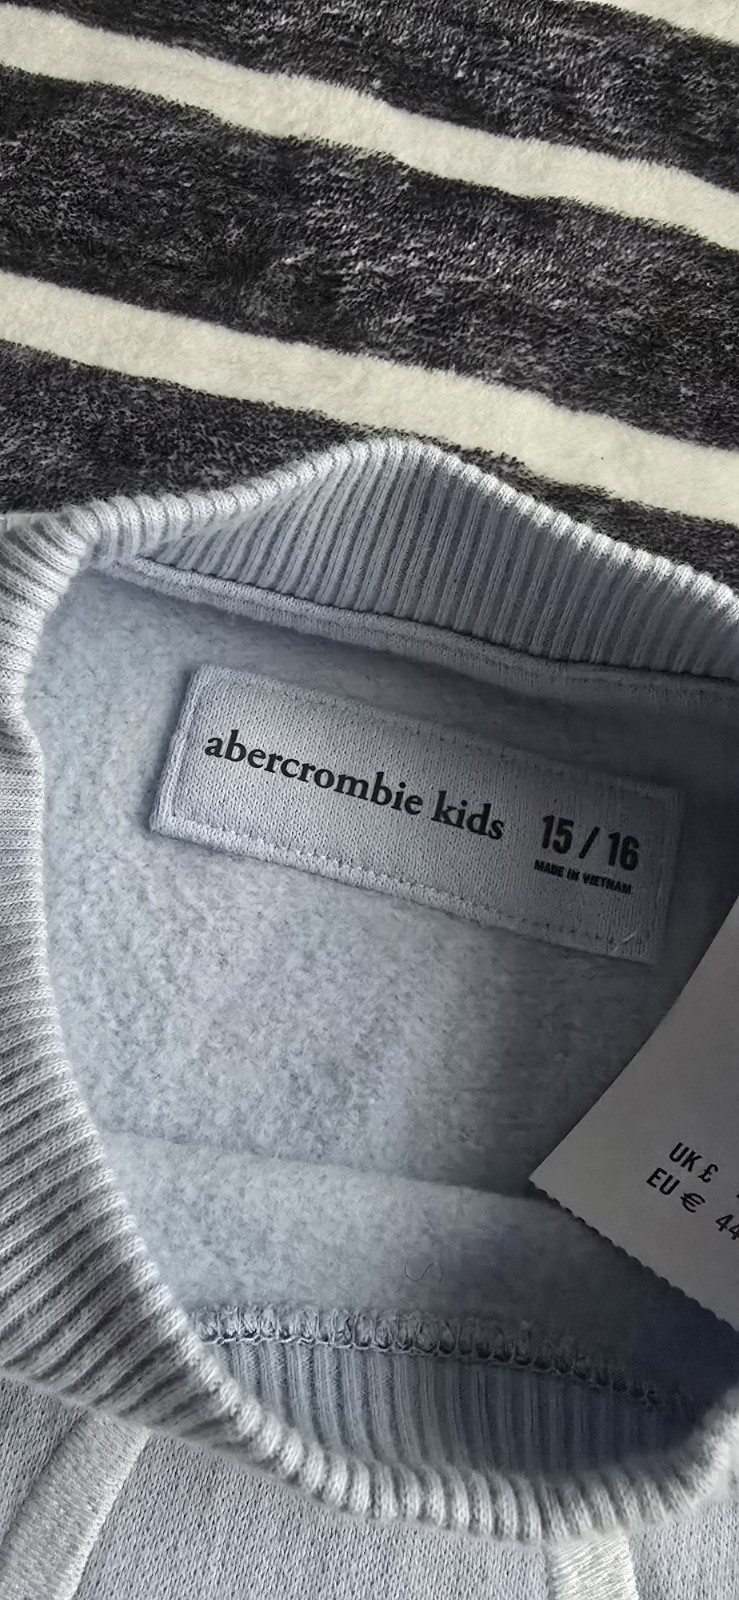 abercrombie kids 15 / 16
MADE IN VIETNAM
UK £
EU € 44